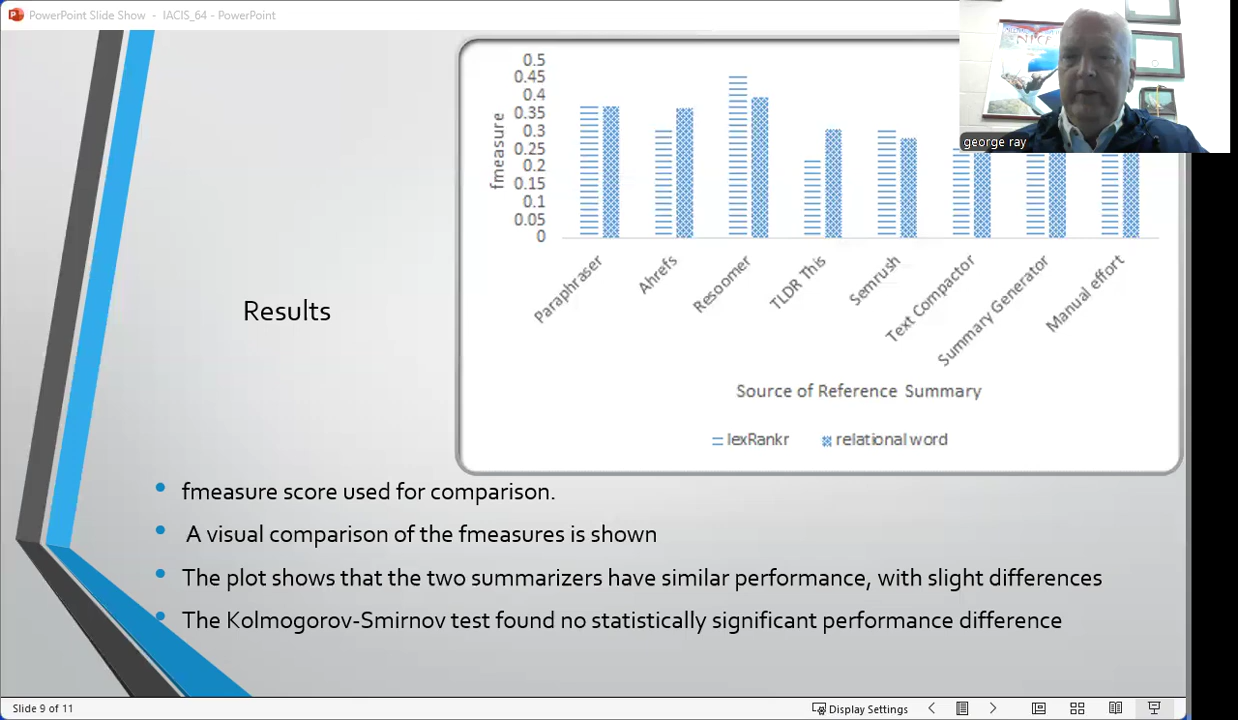 PowerPoint Slide Show - IACIS_64 - PowerPoint
george ray
0.5
0.45
0.4
0.35
0.3
0.25
0.2
0.15
0.1
0.05
0
fmeasure
Paraphraser
Ahrefs
Resoomer
TLDR This
Semrush
Text Compactor
Summary Generator
Manual effort
Source of Reference Summary
lexRankr
relational word
Results
fmeasure score used for comparison.
A visual comparison of the fmeasures is shown
The plot shows that the two summarizers have similar performance, with slight differences
The Kolmogorov-Smirnov test found no statistically significant performance difference
Slide 9 of 11
Display Settings